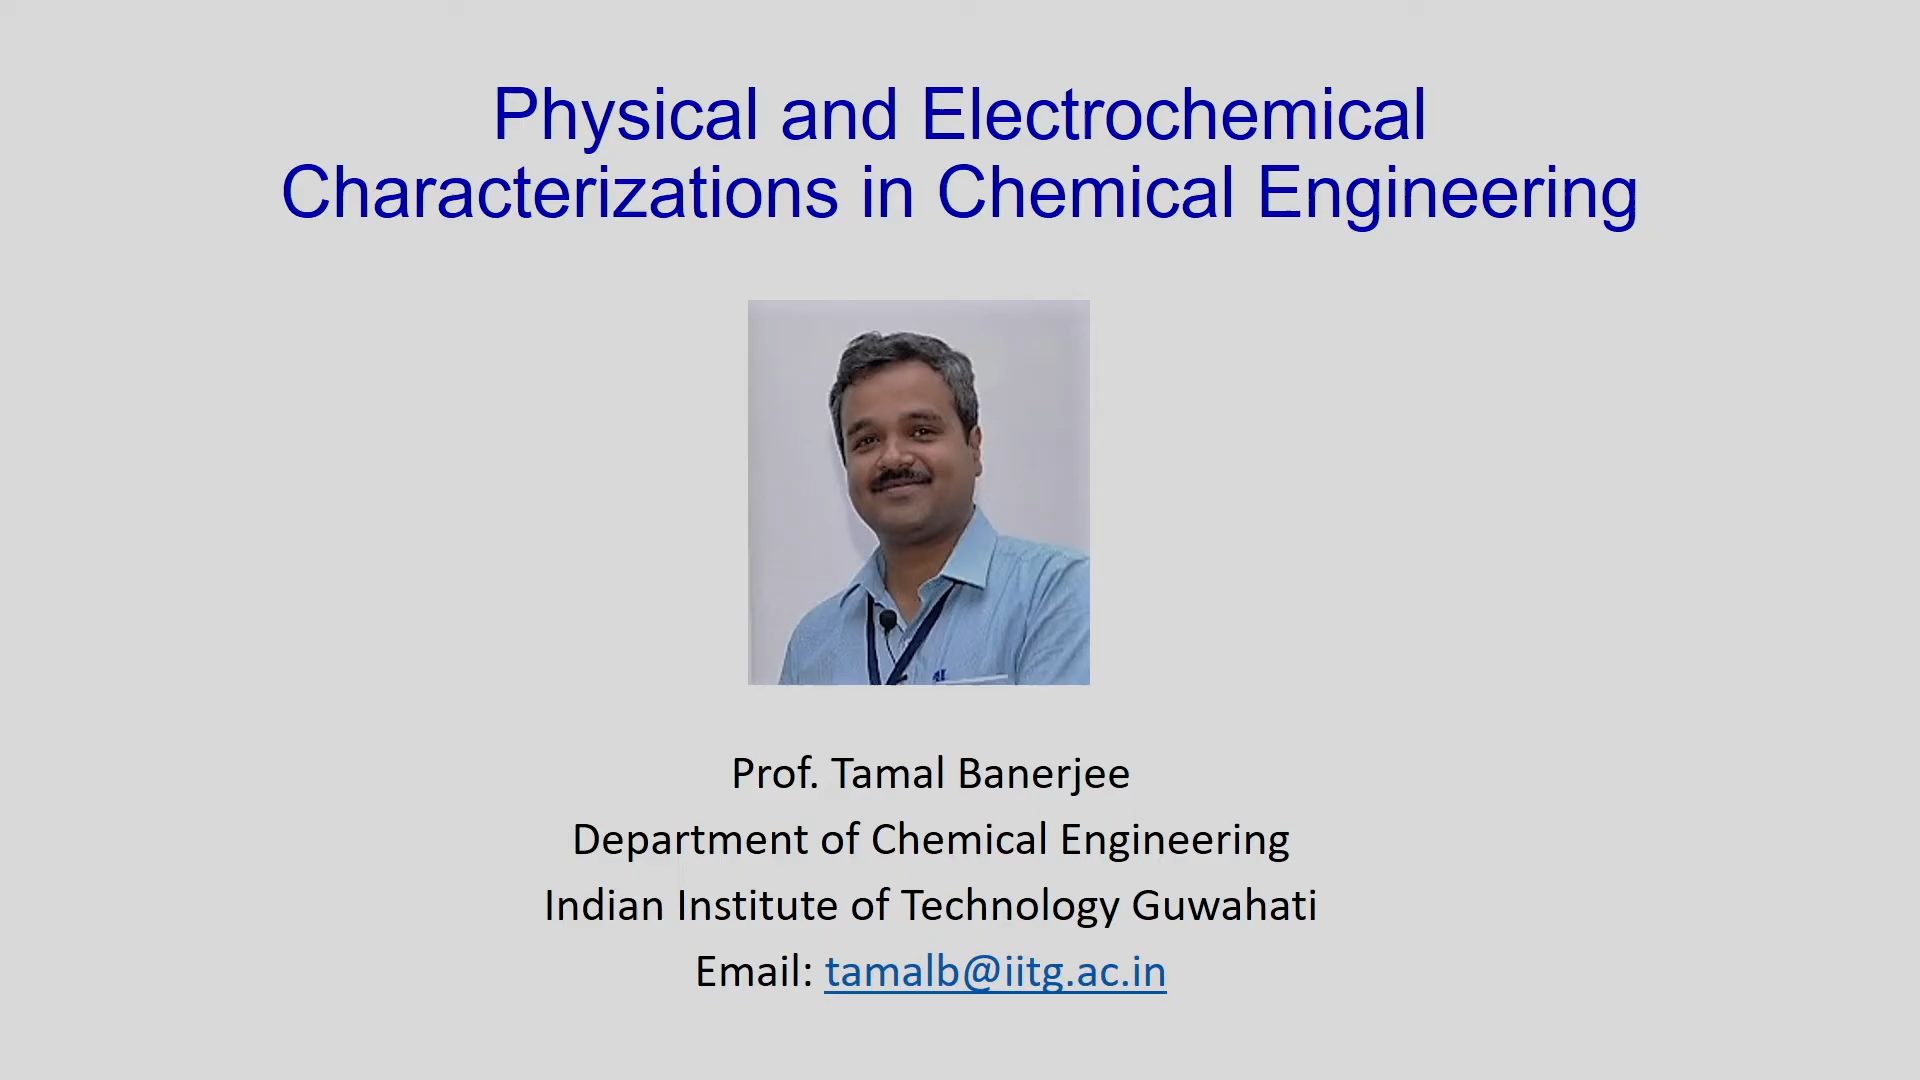 Physical and Electrochemical
Characterizations in Chemical Engineering
Prof. Tamal Banerjee
Department of Chemical Engineering
Indian Institute of Technology Guwahati
Email: tamalb@iitg.ac.in